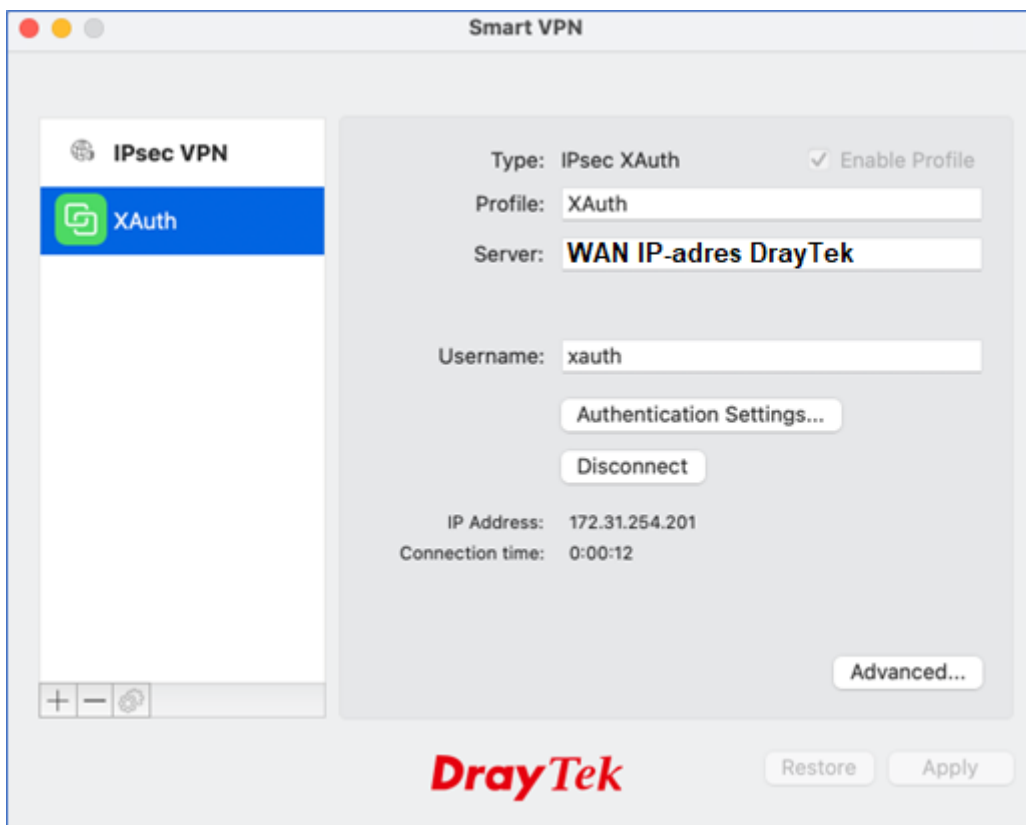 Smart VPN
IPsec VPN
XAuth
Type: IPsec XAuth Enable Profile
Profile: XAuth
Server: WAN IP-adres DrayTek
Username: xauth
Authentication Settings...
Disconnect
IP Address: 172.31.254.201
Connection time: 0:00:12
Advanced...
DrayTek
Restore Apply